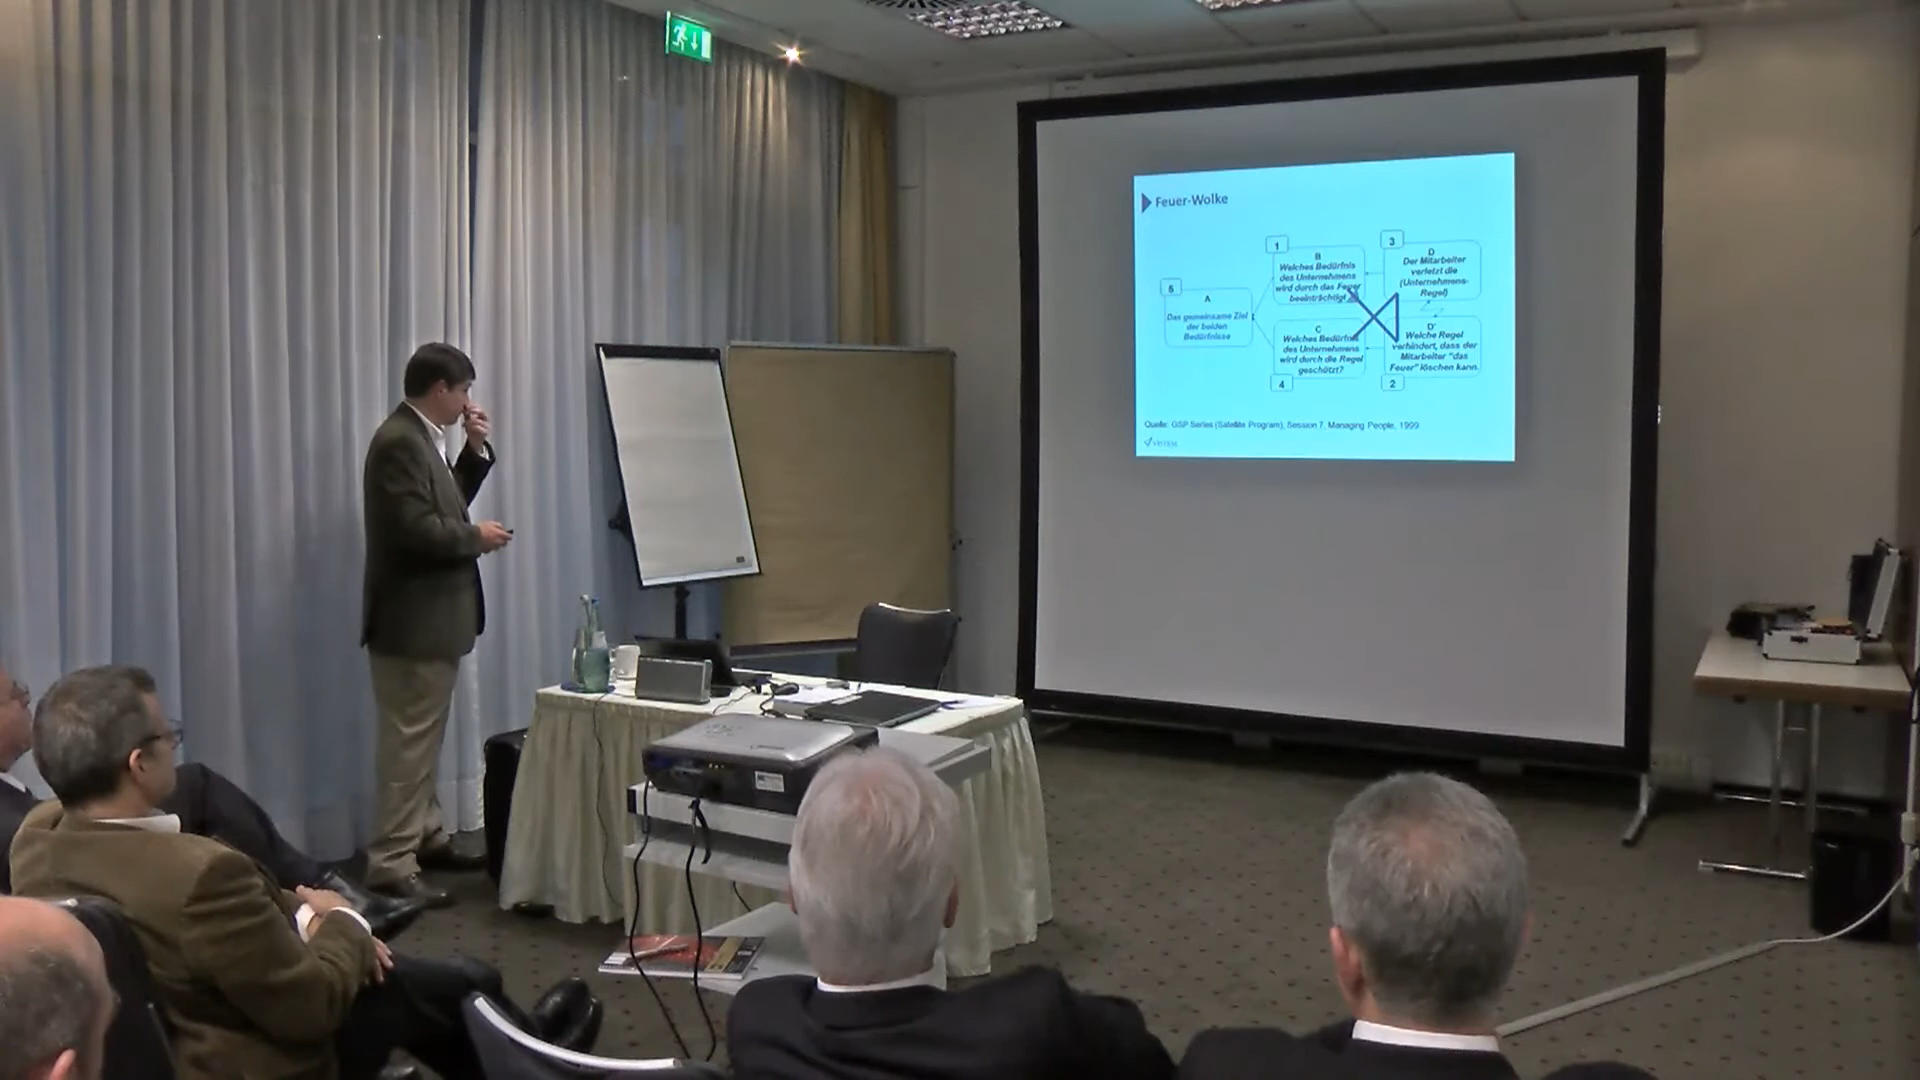 Feuer-Wolke
1
B
Welches Bedürfnis
des Unternehmens
wird durch das Feuer
beeinträchtigt
3
D
Der Mitarbeiter
verletzt die
(Unternehmens-
Regel)
5
A
Das gemeinsame Ziel
der beiden
Bedürfnisse
C
Welches Bedürfnis
des Unternehmens
wird durch die Regel
geschützt?
4
D'
Welche Regel
verhindert, dass der
Mitarbeiter "das
Feuer" löschen kann.
2
Quelle: GSP Series (Satellite Program), Session 7, Managing People, 1999
VISTEM